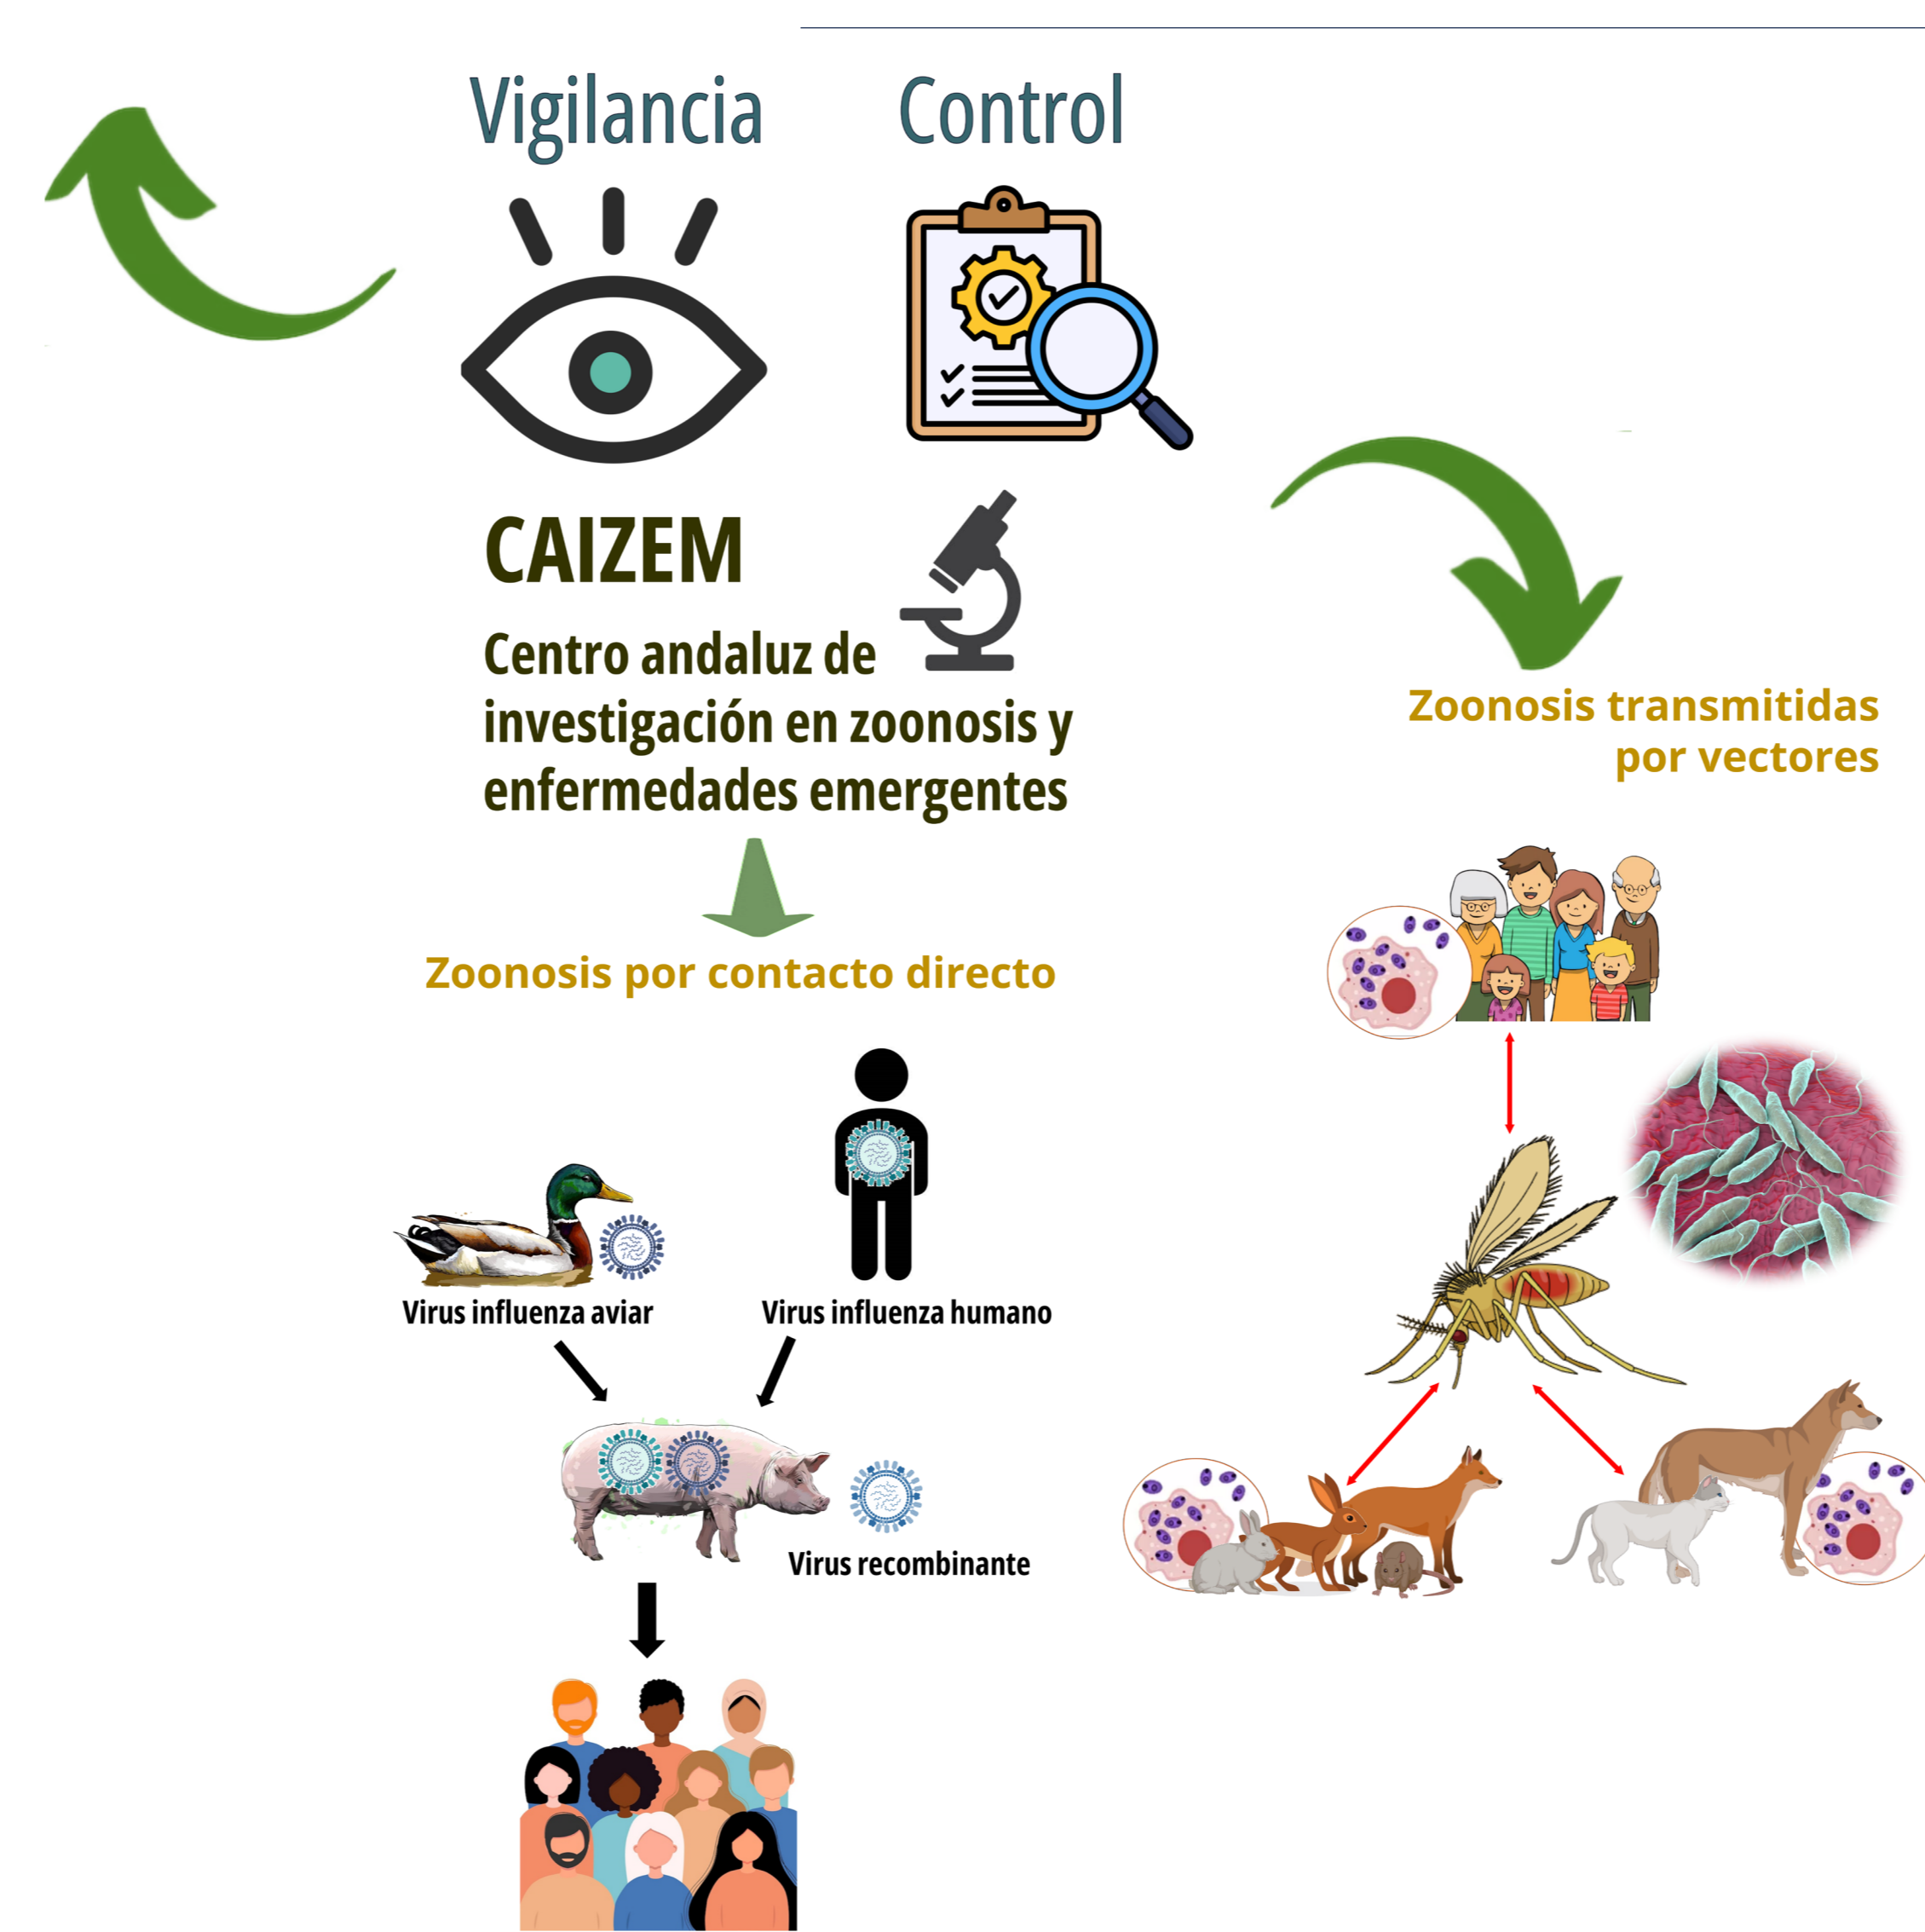 Vigilancia
Control
CAIZEM
Centro andaluz de
investigación en zoonosis y
enfermedades emergentes
Zoonosis transmitidas
por vectores
Zoonosis por contacto directo
Virus influenza aviar
Virus influenza humano
Virus recombinante